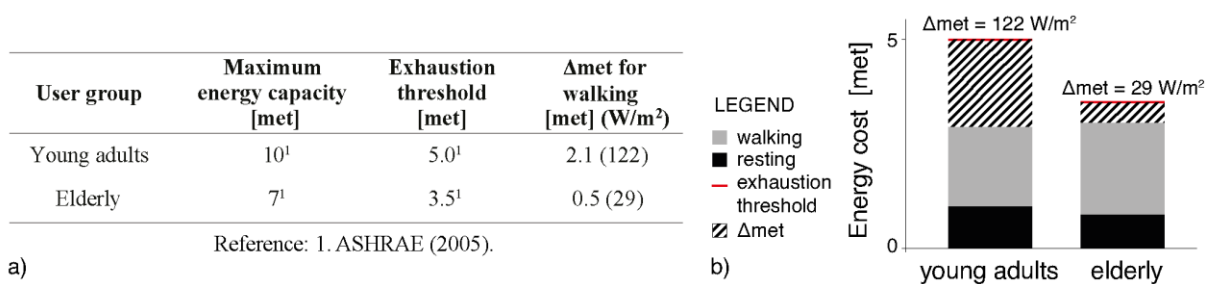 User group Maximum energy capacity [met] Exhaustion threshold [met] Δmet for walking [met] (W/m²)
Young adults 10¹ 5.0¹ 2.1 (122)
Elderly 7¹ 3.5¹ 0.5 (29)
Reference: 1. ASHRAE (2005).
a)
LEGEND
walking
resting
exhaustion
threshold
Δmet
b)
Energy cost [met]
5
0
Δmet = 122 W/m²
Δmet = 29 W/m²
young adults
elderly